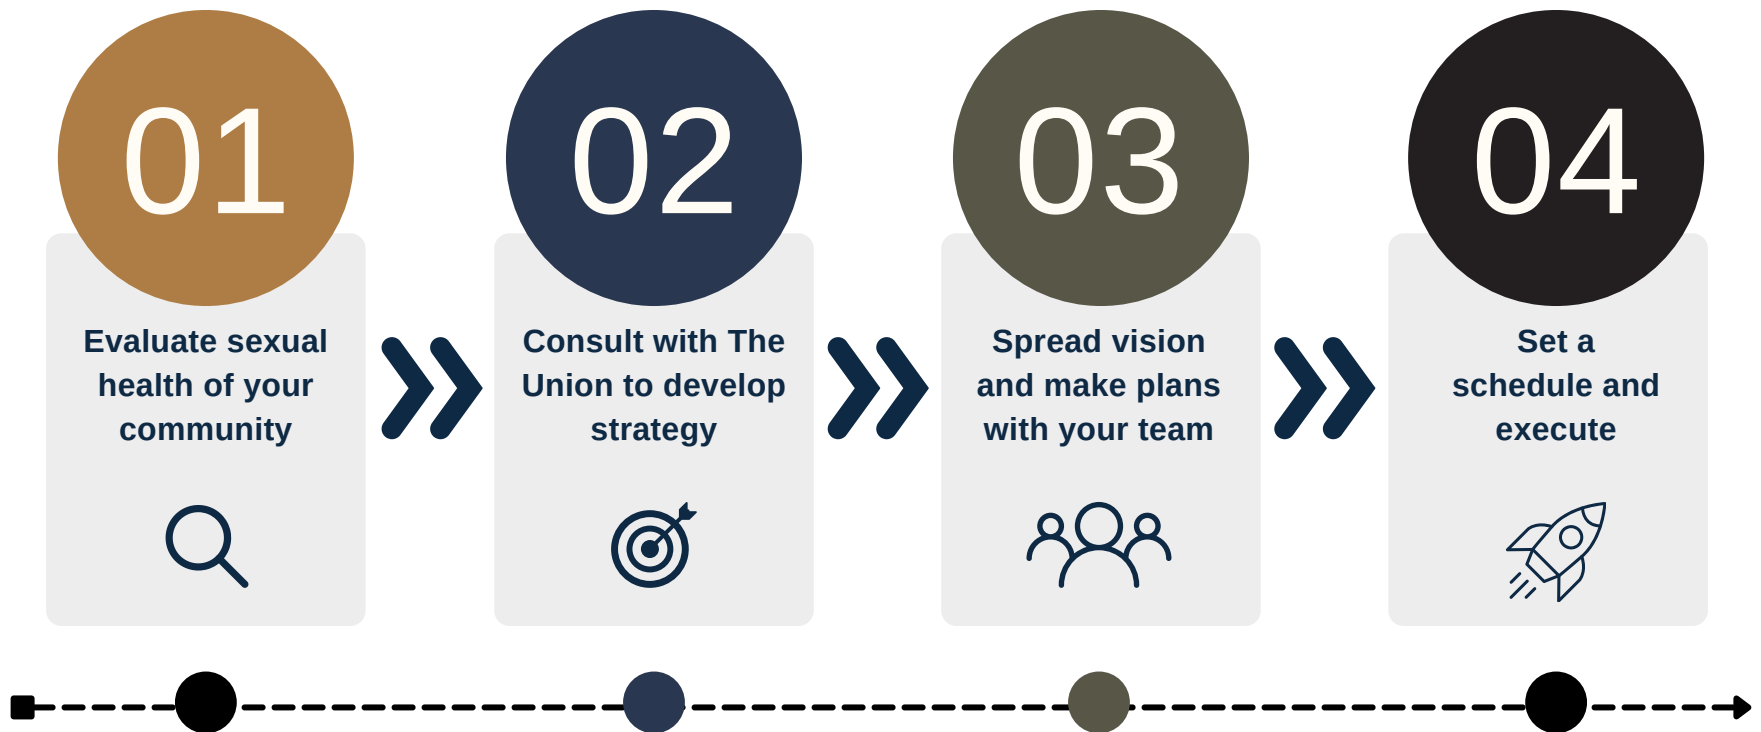 01
Evaluate sexual
health of your
community
02
Consult with The
Union to develop
strategy
03
Spread vision
and make plans
with your team
04
Set a
schedule and
execute